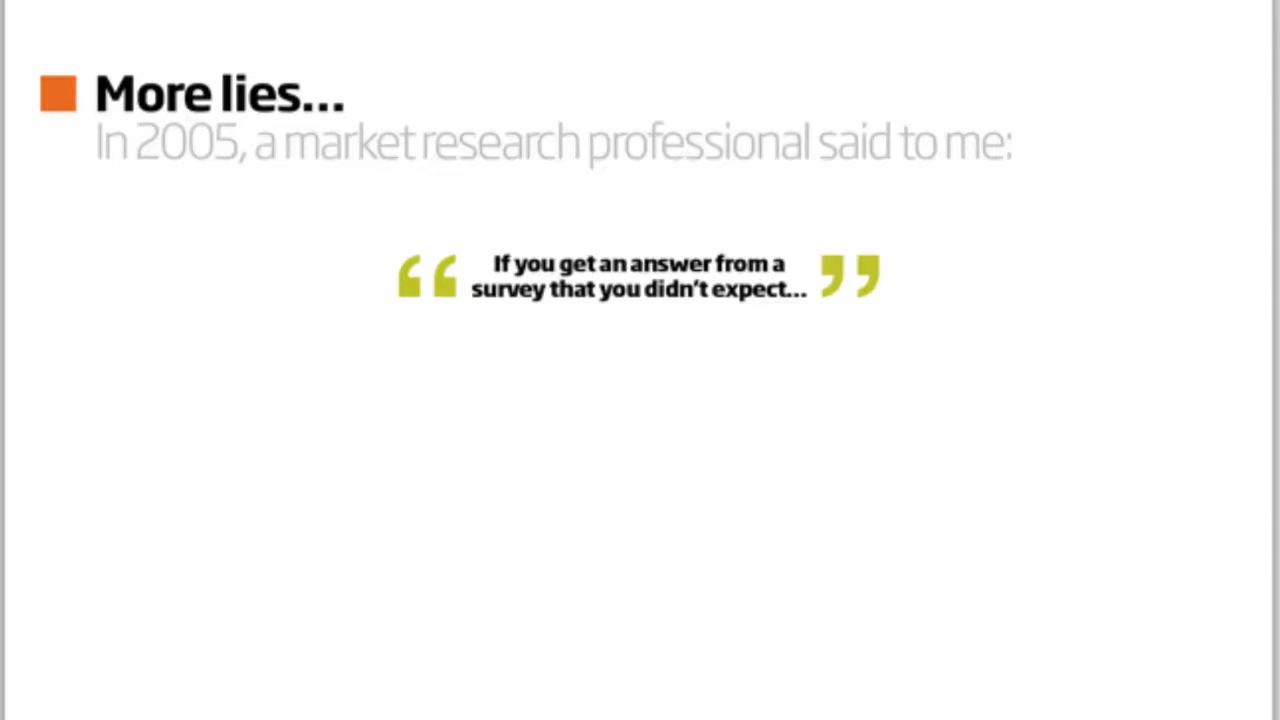 More lies...
In 2005, a market research professional said to me:
“ If you get an answer from a
survey that you didn’t expect... ”